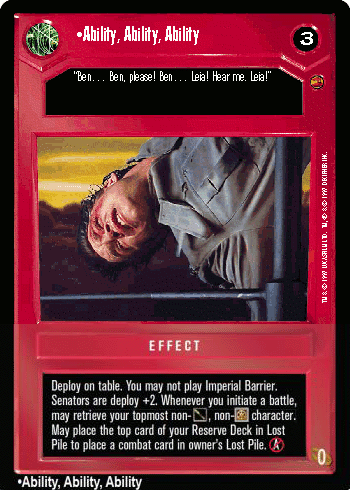 •Ability, Ability, Ability
3
"Ben. . . Ben, please! Ben. . . Leia! Hear me. Leia!"
EFFECT
Deploy on table. You may not play Imperial Barrier.
Senators are deploy +2. Whenever you initiate a battle,
may retrieve your topmost non- , non- character.
May place the top card of your Reserve Deck in Lost
Pile to place a combat card in owner's Lost Pile. A
0
•Ability, Ability, Ability